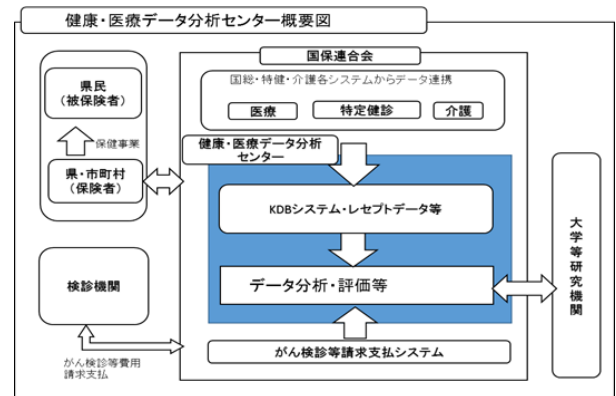 健康・医療データ分析センター概要図
国保連合会
国総・特健・介護各システムからデータ連携
医療
特定健診
介護
県民
(被保険者)
保健事業
県・市町村
(保険者)
健康・医療データ分析
センター
KDBシステム・レセプトデータ等
データ分析・評価等
がん検診等請求支払システム
検診機関
がん検診等費用
請求支払
大学等研究機関